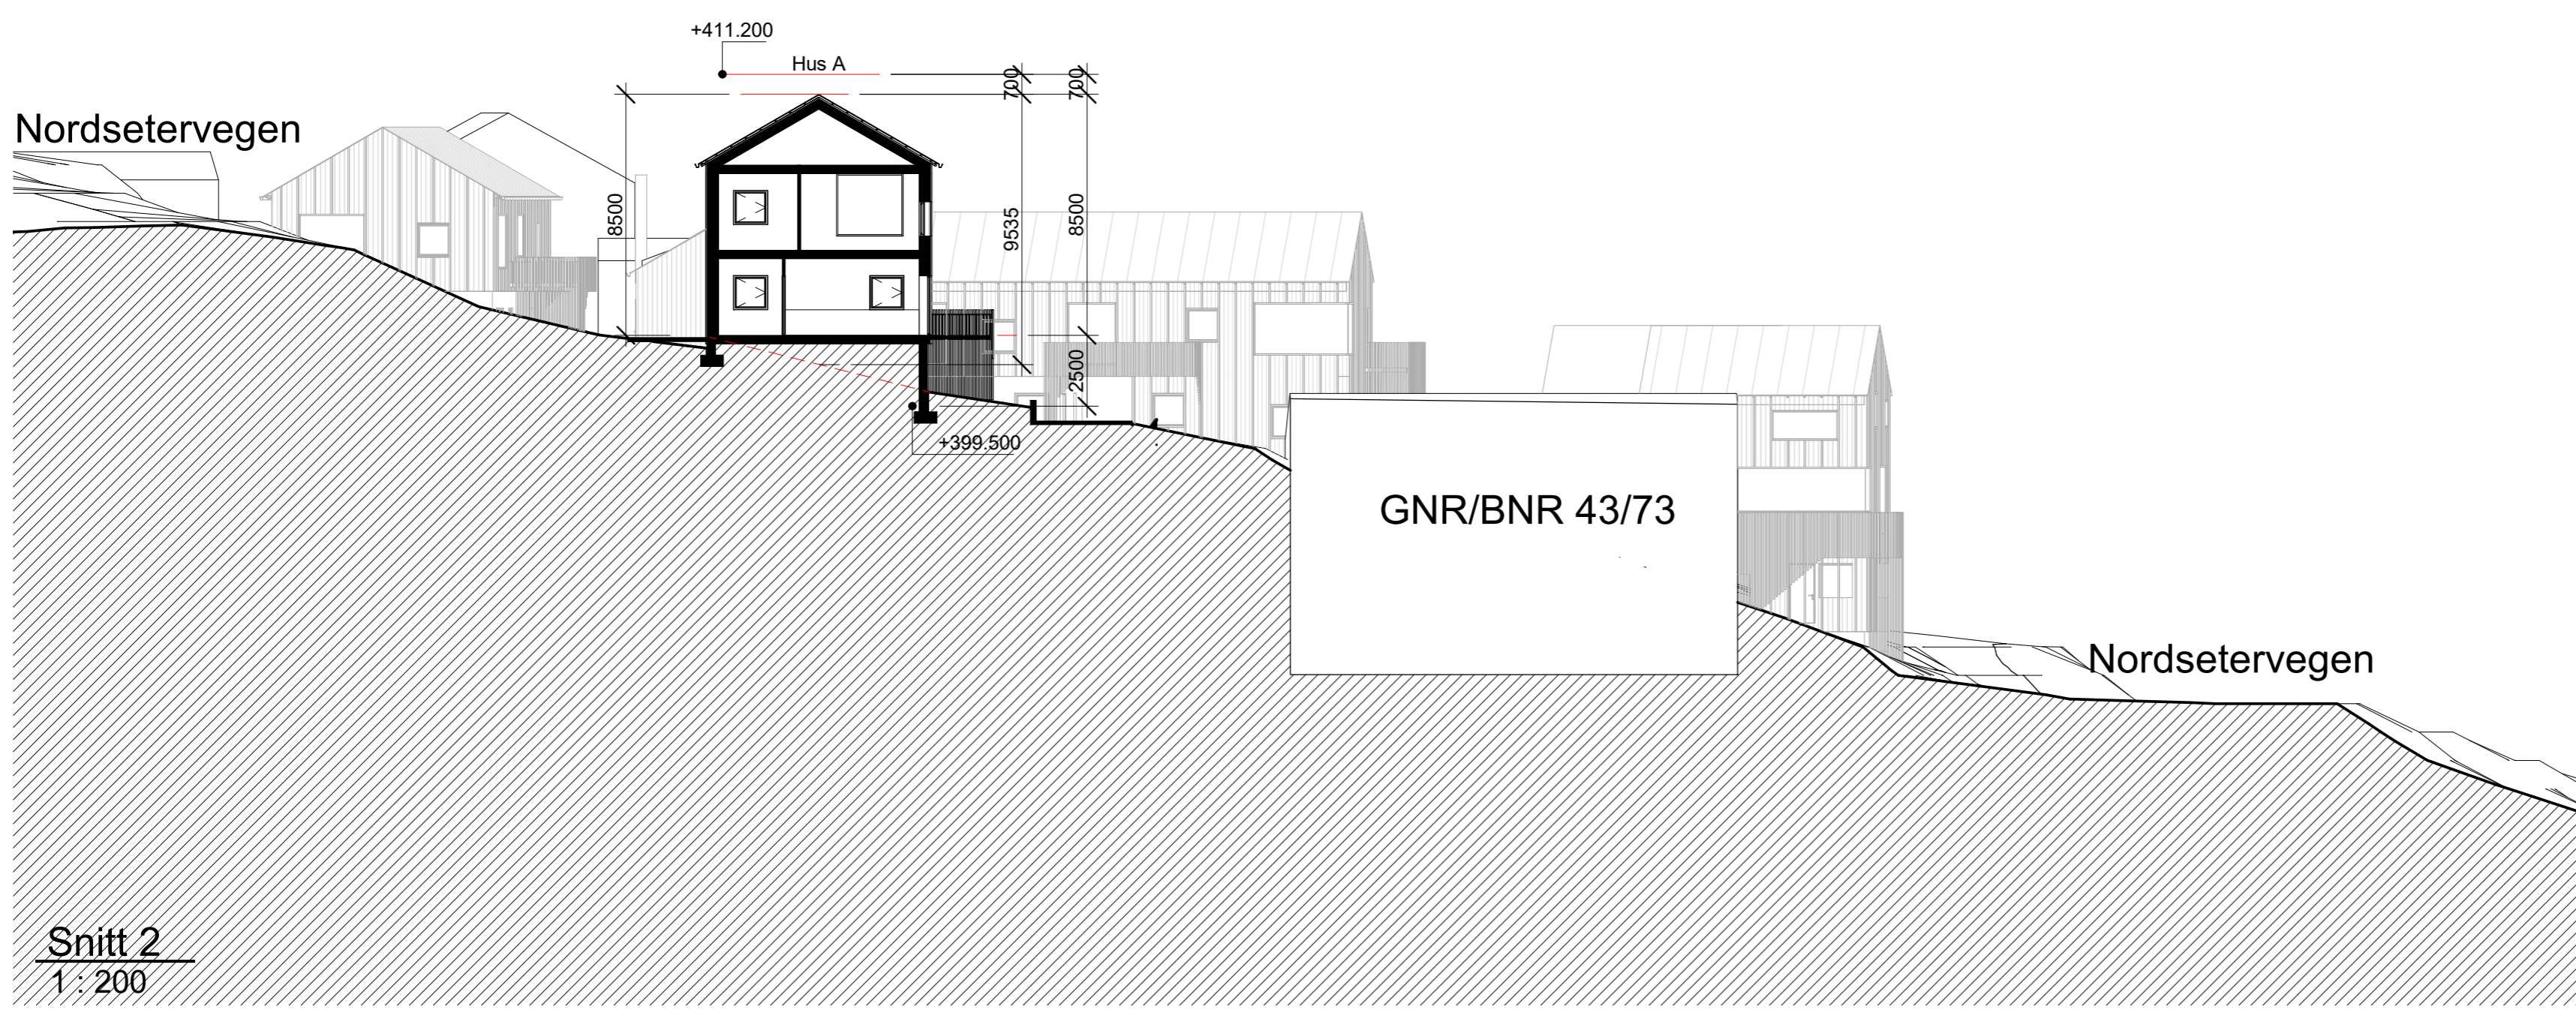 +411.200
Hus A
700
700
Nordsetervegen
8500
9535
8500
2500
+399.500
GNR/BNR 43/73
Nordsetervegen
Snitt 2
1 : 200